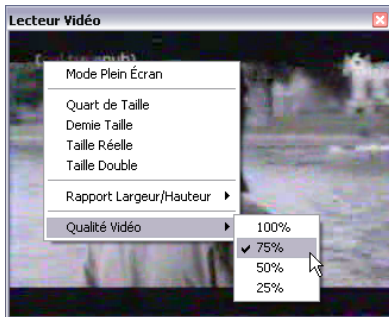 Lecteur Vidéo
Mode Plein Écran
Quart de Taille
Demie Taille
Taille Réelle
Taille Double
Rapport Largeur/Hauteur
Qualité Vidéo
100%
75%
50%
25%